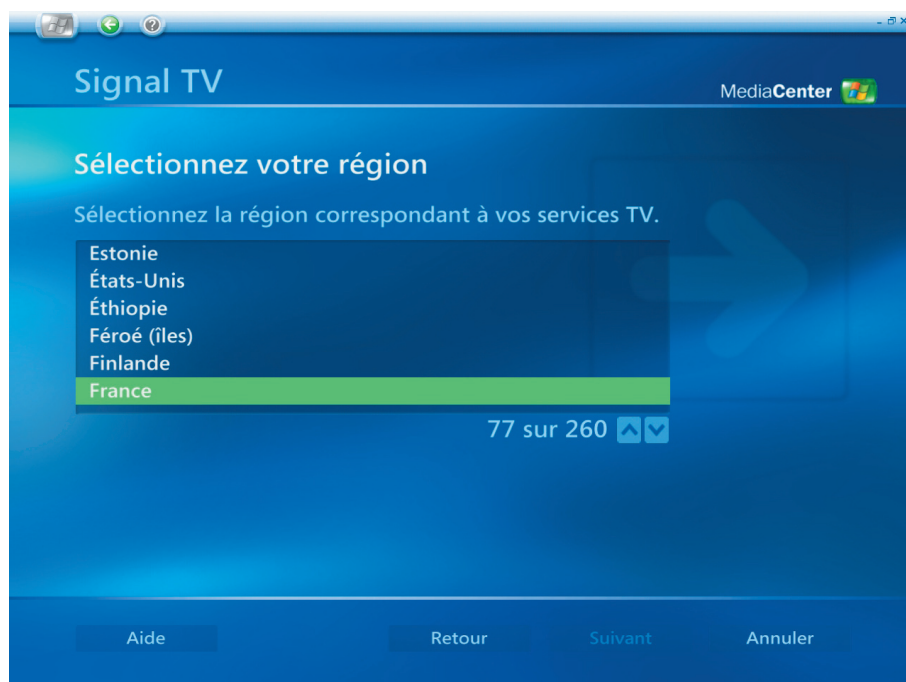 Signal TV
MediaCenter
Sélectionnez votre région
Sélectionnez la région correspondant à vos services TV.
Estonie
États-Unis
Éthiopie
Féroé (îles)
Finlande
France
77 sur 260
Aide
Retour
Suivant
Annuler